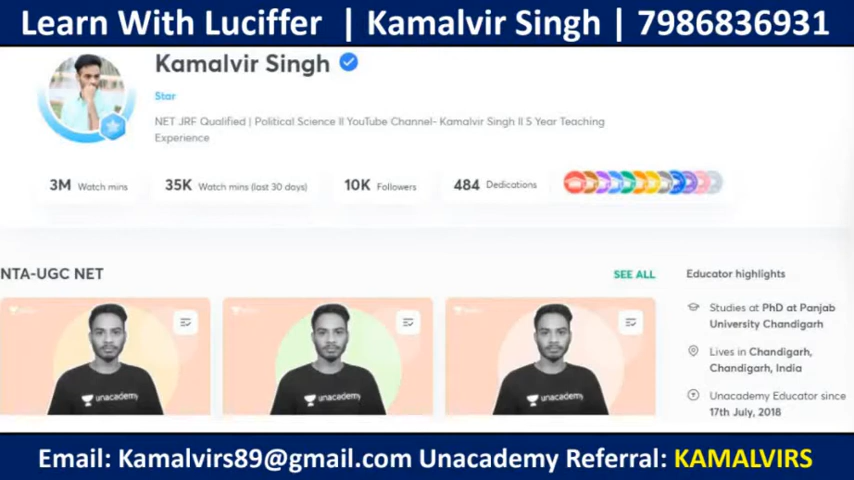 Learn With Luciffer | Kamalvir Singh | 7986836931
Kamalvir Singh
Star
NET JRF Qualified | Political Science II YouTube Channel- Kamalvir Singh II 5 Year Teaching
Experience
3M Watch mins 35K Watch mins (last 30 days) 10K Followers 484 Dedications
NTA-UGC NET
SEE ALL
unacademy
unacademy
unacademy
Educator highlights
Studies at PhD at Panjab
University Chandigarh
Lives in Chandigarh,
Chandigarh, India
Unacademy Educator since
17th July, 2018
Email: Kamalvirs89@gmail.com Unacademy Referral: KAMALVIRS